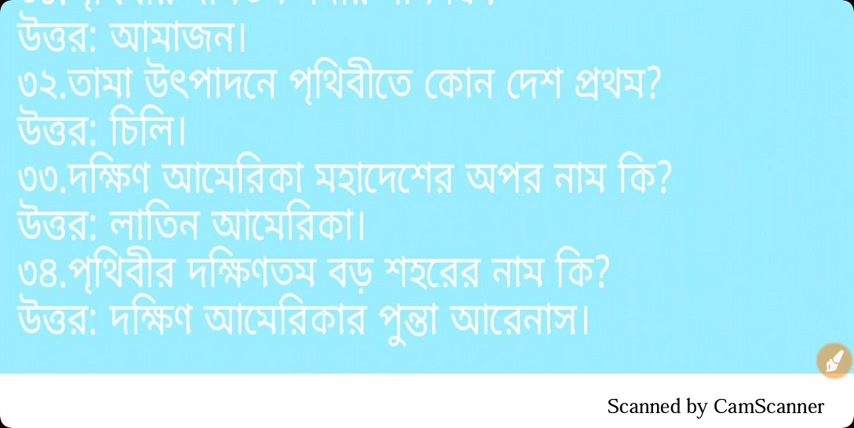 উত্তর: আমাজন।
৩২.তামা উৎপাদনে পৃথিবীতে কোন দেশ প্রথম?
উত্তর: চিলি।
৩৩.দক্ষিণ আমেরিকা মহাদেশের অপর নাম কি?
উত্তর: লাতিন আমেরিকা।
৩৪.পৃথিবীর দক্ষিণতম বড় শহরের নাম কি?
উত্তর: দক্ষিণ আমেরিকার পুন্তা আরেনাস।
Scanned by CamScanner